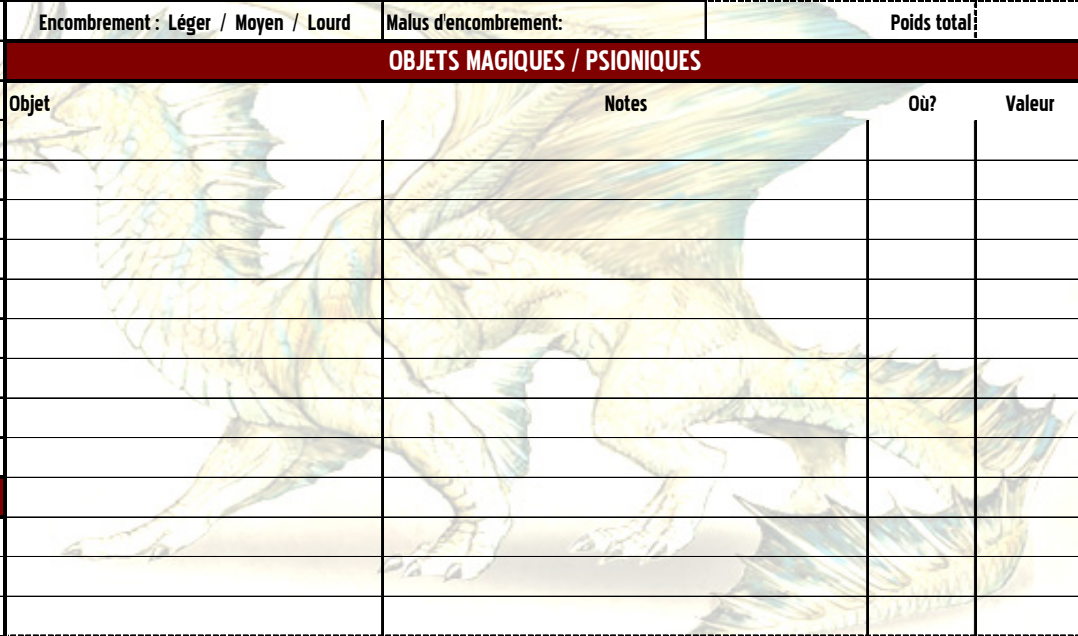 Encombrement : Léger / Moyen / Lourd Malus d'encombrement: Poids total
OBJETS MAGIQUES / PSIONIQUES
Objet Notes Où? Valeur